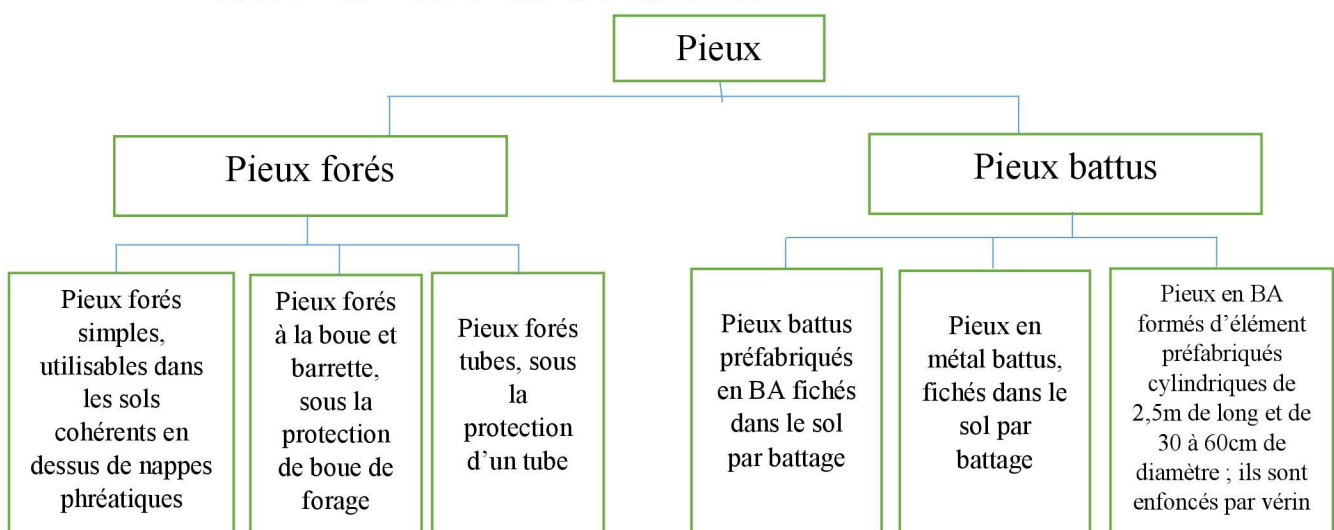 Pieux
Pieux forés
Pieux battus
Pieux forés
simples,
utilisables dans
les sols
cohérents en
dessus de nappes
phréatiques
Pieux forés
à la boue et
barrette,
sous la
protection
de boue de
forage
Pieux forés
tubes, sous
la
protection
d'un tube
Pieux battus
préfabriqués
en BA fichés
dans le sol
par battage
Pieux en
métal battus,
fichés dans le
sol par
battage
Pieux en BA
formés d'élément
préfabriqués
cylindriques de
2,5m de long et de
30 à 60cm de
diamètre ; ils sont
enfoncés par vérin